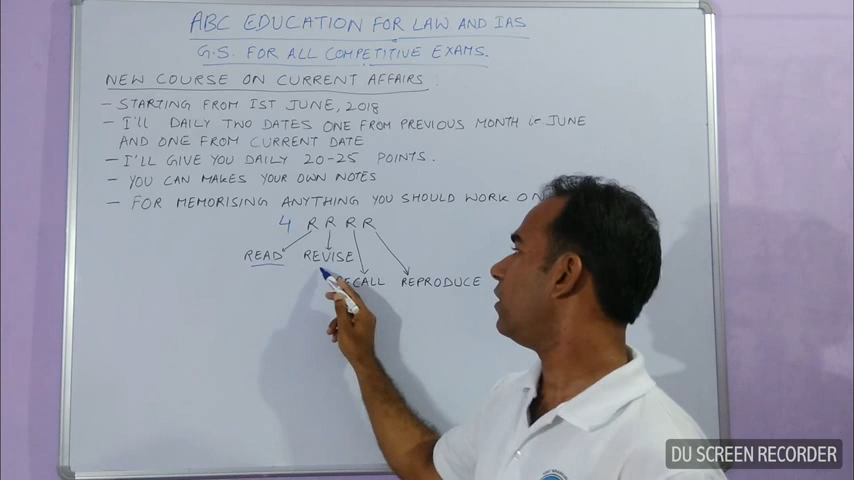 ABC EDUCATION FOR LAW AND IAS
G.S. FOR ALL COMPETITIVE EXAMS.
NEW COURSE ON CURRENT AFFAIRS :
- STARTING FROM IST JUNE, 2018
- I'LL DAILY TWO DATES ONE FROM PREVIOUS MONTH ie JUNE
AND ONE FROM CURRENT DATE
- I'LL GIVE YOU DAILY 20-25 POINTS.
- YOU CAN MAKES YOUR OWN NOTES
- FOR MEMORISING ANYTHING YOU SHOULD WORK ON
4 R R R R
READ REVISE
RECALL REPRODUCE
DU SCREEN RECORDER